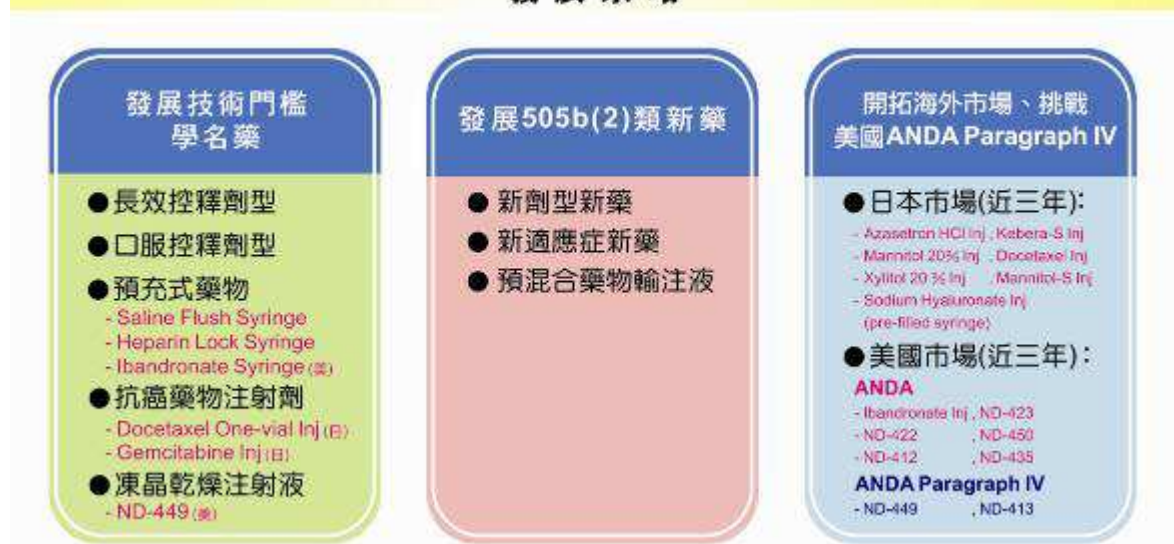 發展技術門檻
學名藥
●長效控釋劑型
●口服控釋劑型
●預充式藥物
- Saline Flush Syringe
- Heparin Lock Syringe
- Ibandronate Syringe (美)
●抗癌藥物注射劑
- Docetaxel One-vial Inj (日)
- Gemcitabine Inj (日)
●凍晶乾燥注射液
- ND-449 (美)
發展505b(2)類新藥
● 新劑型新藥
● 新適應症新藥
● 預混合藥物輸注液
開拓海外市場、挑戰
美國ANDA Paragraph IV
●日本市場(近三年):
- Azasetron HCl Inj , Kebera-S Inj
- Mannitol 20% Inj , Docetaxel Inj
- Xylitol 20 % Inj , Mannitol-S Inj
- Sodium Hyaluronate Inj
(pre-filled syringe)
●美國市場(近三年):
ANDA
- Ibandronate Inj , ND-423
- ND-422 , ND-450
- ND-412 , ND-435
ANDA Paragraph IV
- ND-449 , ND-413